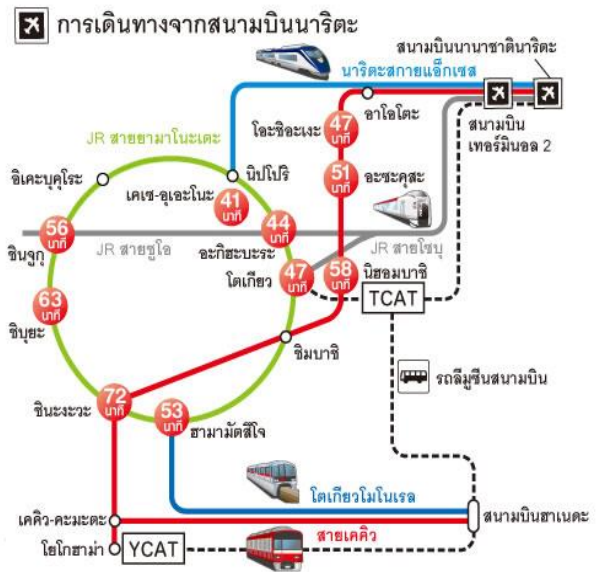 การเดินทางจากสนามบินนาริตะ
สนามบินนานาชาตินาริตะ
นาริตะสกายแอ็กเซส
อาโอโตะ
สนามบิน
เทอร์มินอล 2
47
นาที
โอะชิอะเงะ
JR สายยามาโนะเตะ
นิปโปริ
51
นาที
อะซะคุสะ
อิเคะบุคุโระ
เคเซ-อุเอะโนะ
41
นาที
44
นาที
อะกิฮะบะระ
56
นาที
ชินจูกุ
JR สายชูโอ
JR สายโซบุ
โตเกียว
47
นาที
58
นาที
นิฮอมบาชิ
TCAT
63
นาที
ชิบุยะ
ชิมบาชิ
รถลีมูซีนสนามบิน
72
นาที
ชินะงะวะ
53
นาที
ฮามามัตสึโจ
โตเกียวโมโนเรล
สนามบินฮาเนดะ
เคคิว-คะมะตะ
สายเคคิว
โยโกฮาม่า
YCAT